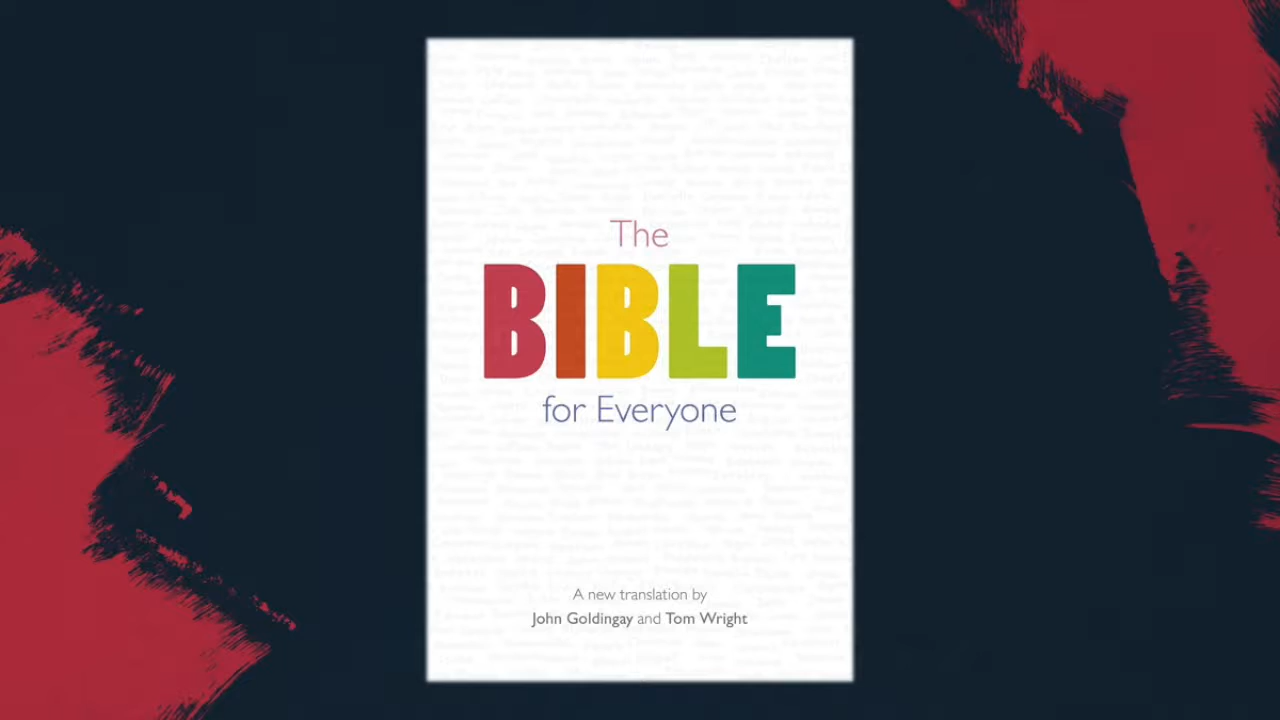 The
BIBLE
for Everyone
A new translation by
John Goldingay and Tom Wright